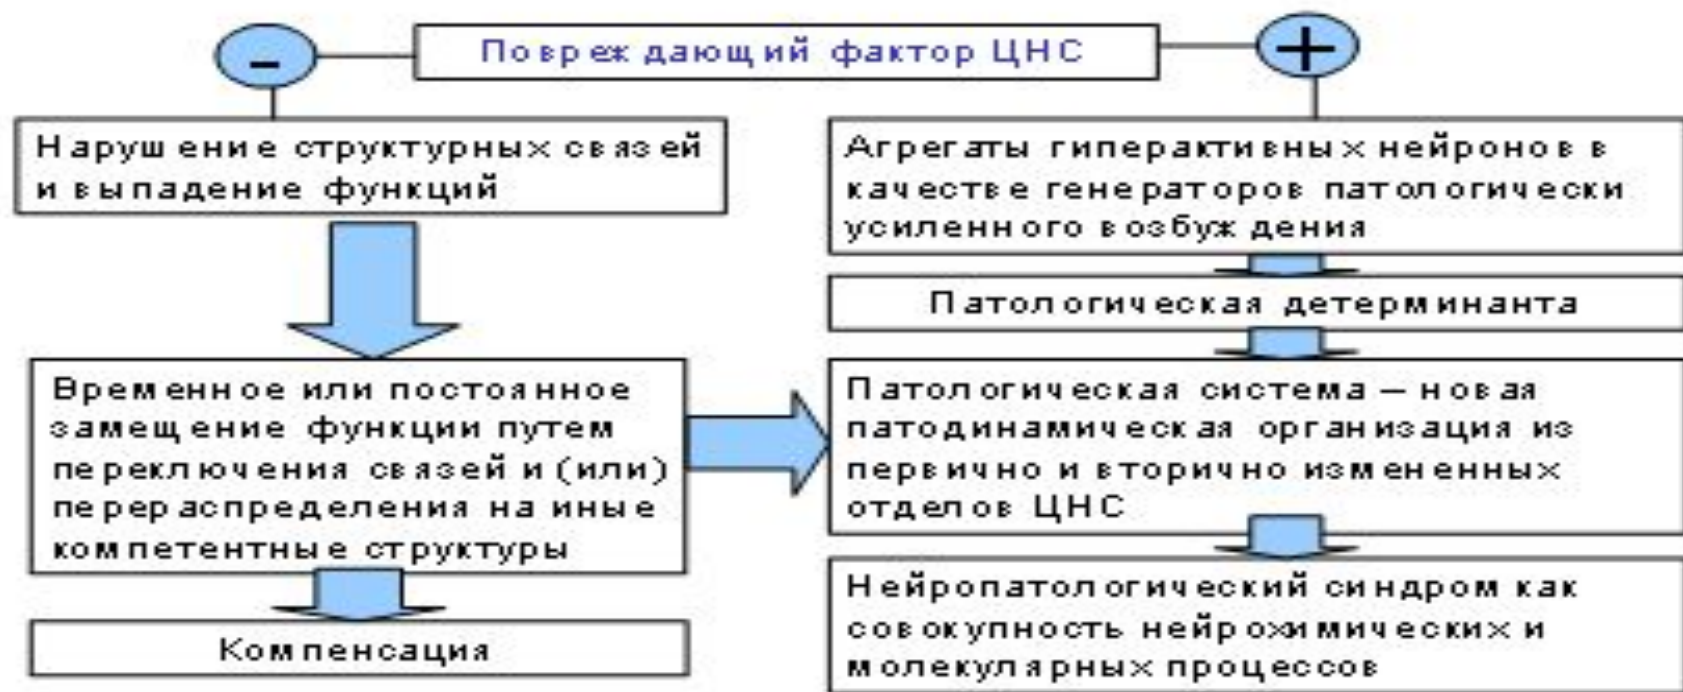 Повреждающий фактор ЦНС
-
+
Нарушение структурных связей
и выпадение функций
Агрегаты гиперактивных нейронов в
качестве генераторов патологически
усиленного возбуждения
Патологическая детерминанта
Временное или постоянное
замещение функции путем
переключения связей и (или)
перераспределения на иные
компетентные структуры
Патологическая система – новая
патодинамическая организация из
первично и вторично измененных
отделов ЦНС
Компенсация
Нейропатологический синдром как
совокупность нейрохимических и
молекулярных процессов